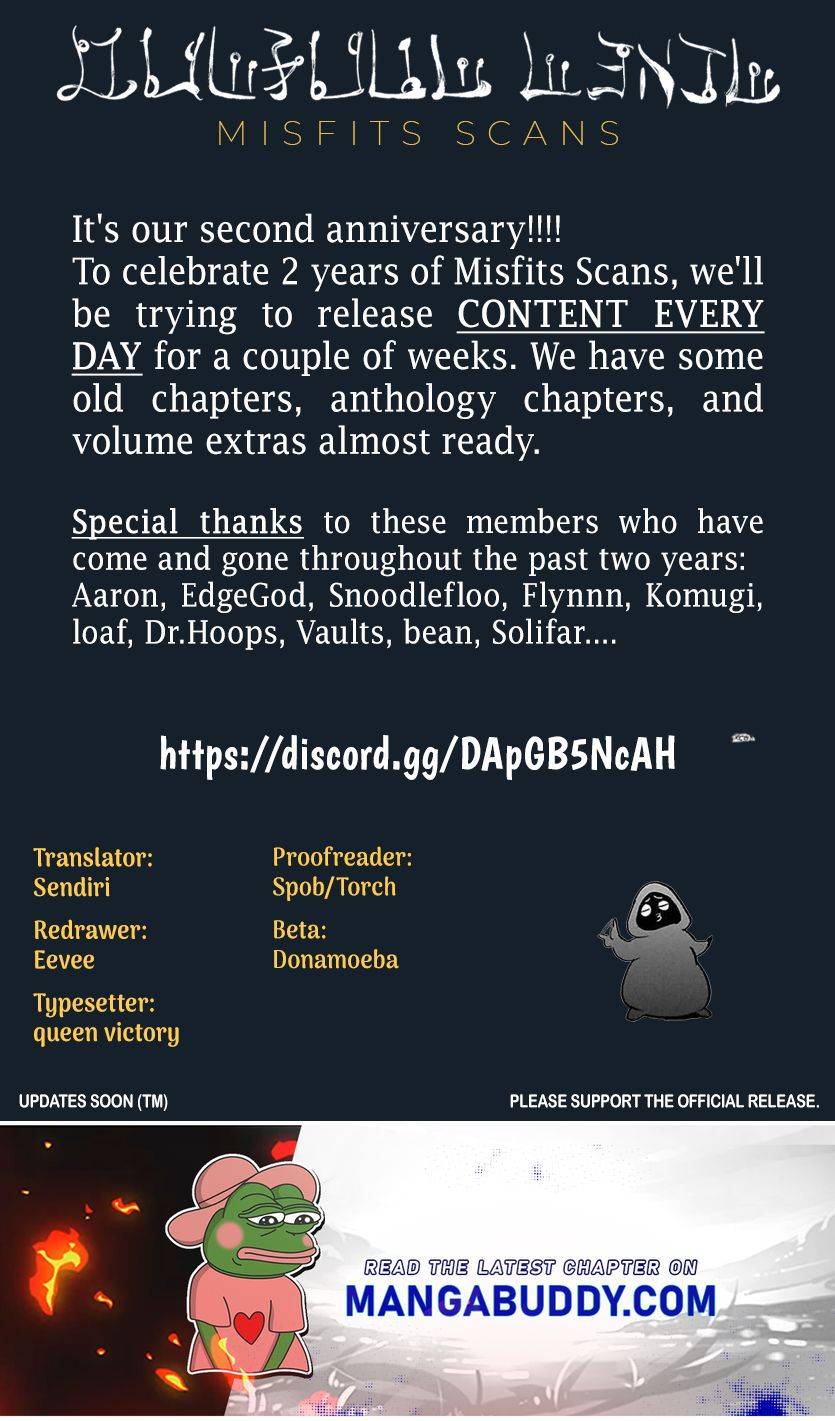 MISFITS SCANS
It's our second anniversary!!!!
To celebrate 2 years of Misfits Scans, we'll
be trying to release CONTENT EVERY
DAY for a couple of weeks. We have some
old chapters, anthology chapters, and
volume extras almost ready.
Special thanks to these members who have
come and gone throughout the past two years:
Aaron, EdgeGod, Snoodlefloo, Flynnn, Komugi,
loaf, Dr.Hoops, Vaults, bean, Solifar....
https://discord.gg/DApGB5NcAH
Translator:
Sendiri
Redrawer:
Eevee
Typesetter:
queen victory
Proofreader:
Spob/Torch
Beta:
Donamoeba
UPDATES SOON (TM)
PLEASE SUPPORT THE OFFICIAL RELEASE.
READ THE LATEST CHAPTER ON
MANGABUDDY.COM